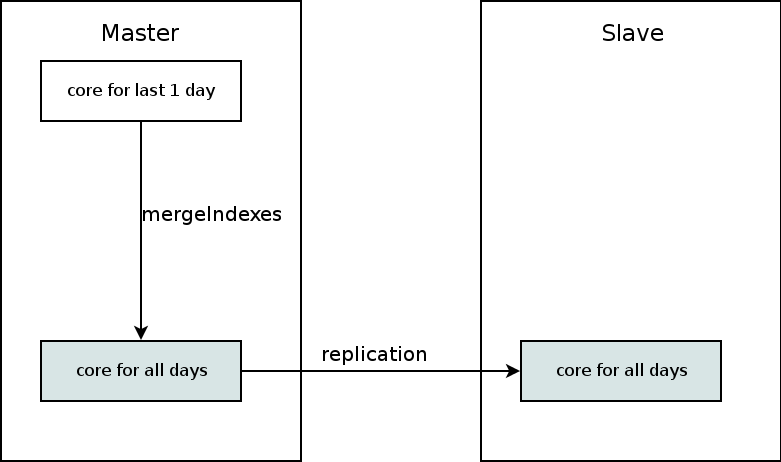 Master
Slave
core for last 1 day
mergeIndexes
replication
core for all days
core for all days